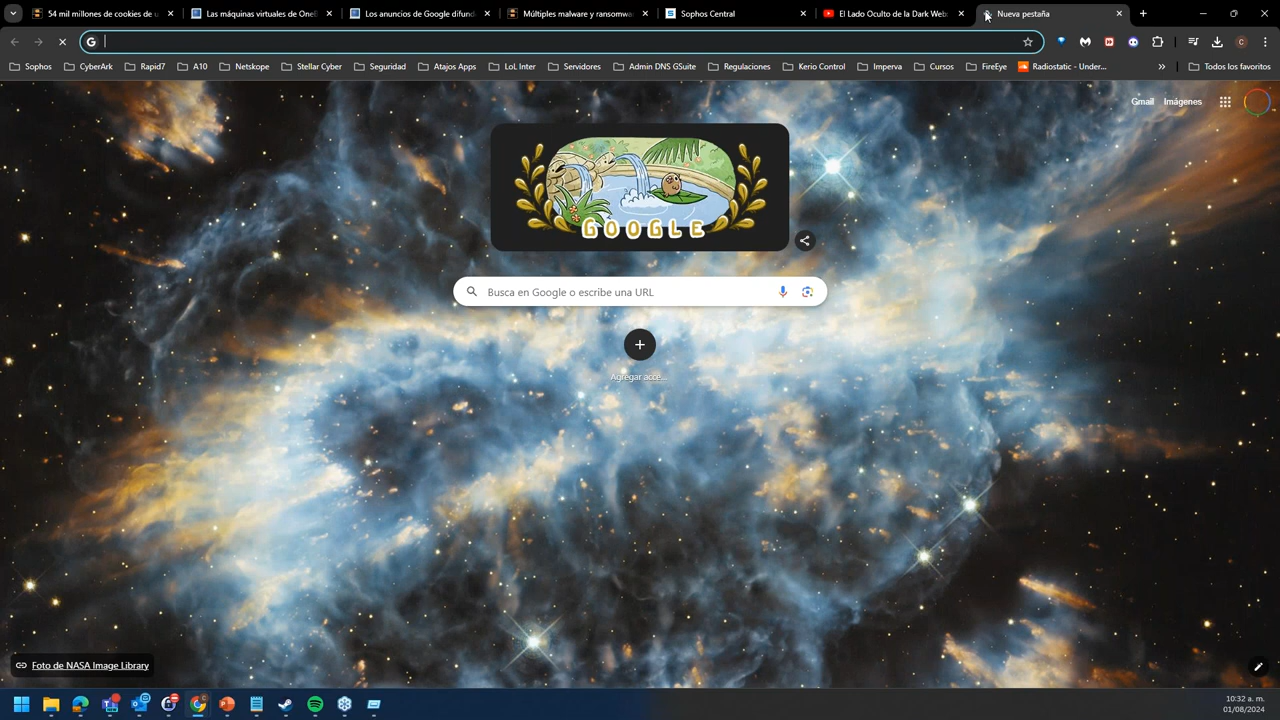 54 mil millones de cookies de u
Las máquinas virtuales de One
Los anuncios de Google difund
Múltiples malware y ransomwa
Sophos Central
El Lado Oculto de la Dark Web
Nueva pestaña
Sophos
CyberArk
Rapid7
A10
Netskope
Stellar Cyber
Seguridad
Atajos Apps
LoL Inter
Servidores
Admin DNS GSuite
Regulaciones
Kerio Control
Imperva
Cursos
FireEye
Radiostatic - Under...
Todos los favoritos
Gmail
Imágenes
GOOGLE
Busca en Google o escribe una URL
Agregar acce...
Foto de NASA Image Library
10:32 a. m.
01/08/2024